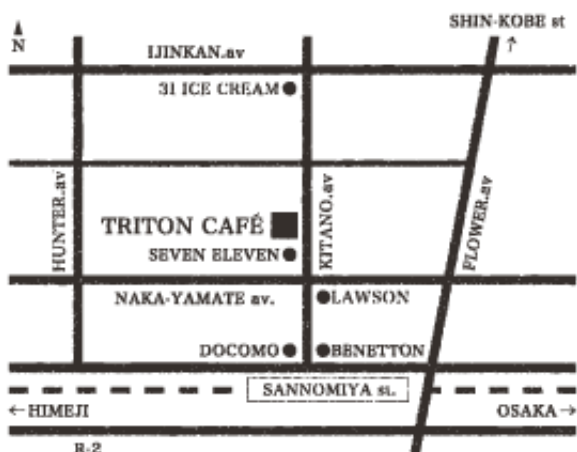 SHIN-KOBE st
↑
N
IJINKAN.av
31 ICE CREAM
HUNTER.av
KITANO.av
FLOWER.av
TRITON CAFÉ
SEVEN ELEVEN
NAKA-YAMATE av.
LAWSON
DOCOMO
BENETTON
SANNOMIYA st.
←HIMEJI
OSAKA→
R-2